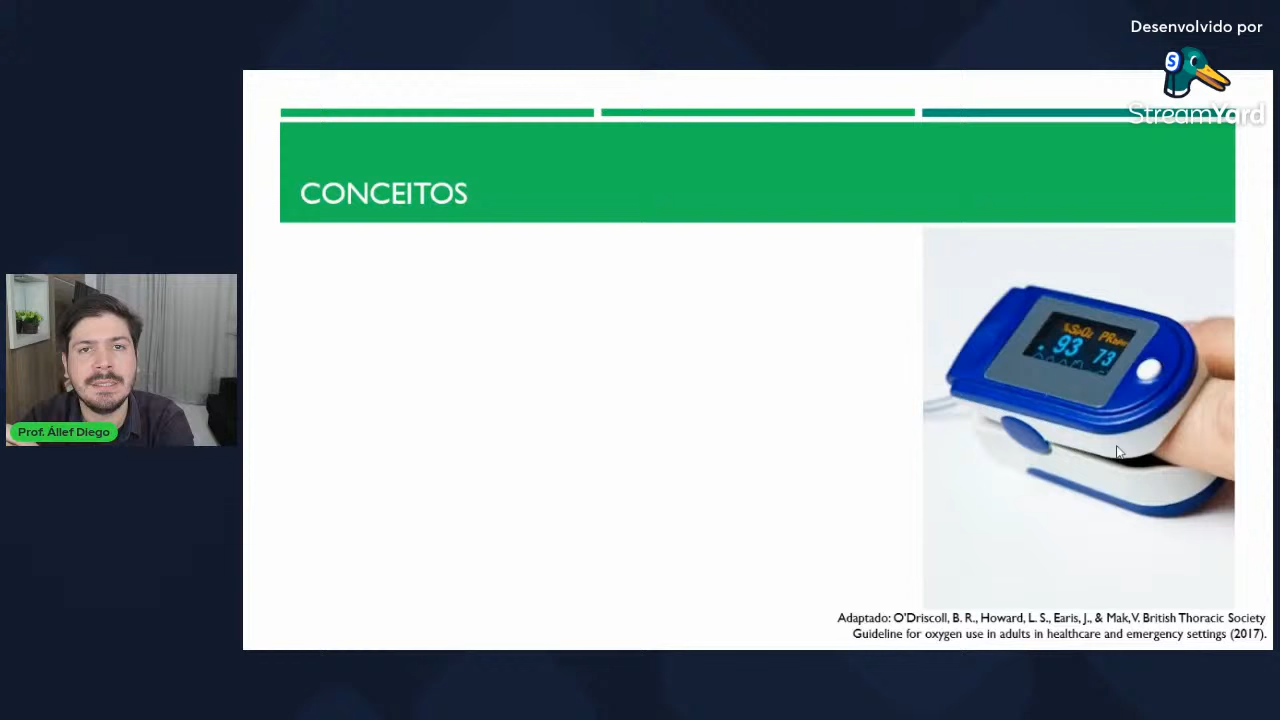 Desenvolvido por
StreamYard
CONCEITOS
%SpO₂ PRbpm
93 73
Prof. Állef Diego
Adaptado: O'Driscoll, B. R., Howard, L. S., Earis, J., & Mak, V. British Thoracic Society
Guideline for oxygen use in adults in healthcare and emergency settings (2017).